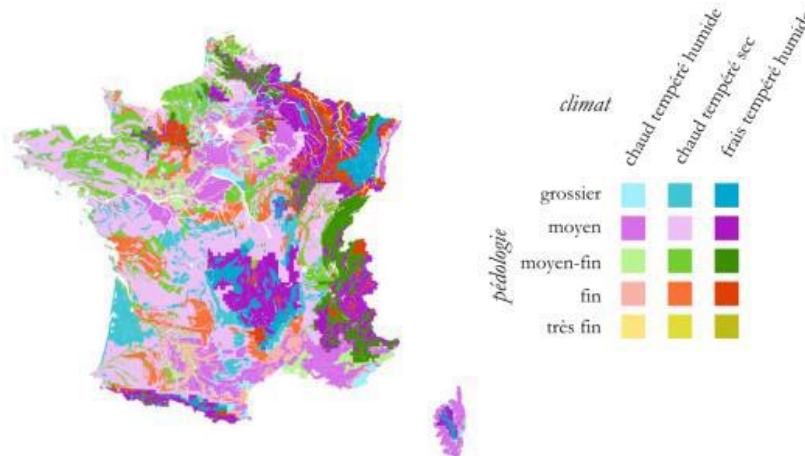 climat
chaud tempéré humide
chaud tempéré sec
frais tempéré humide
pédologie
grossier
moyen
moyen-fin
fin
très fin